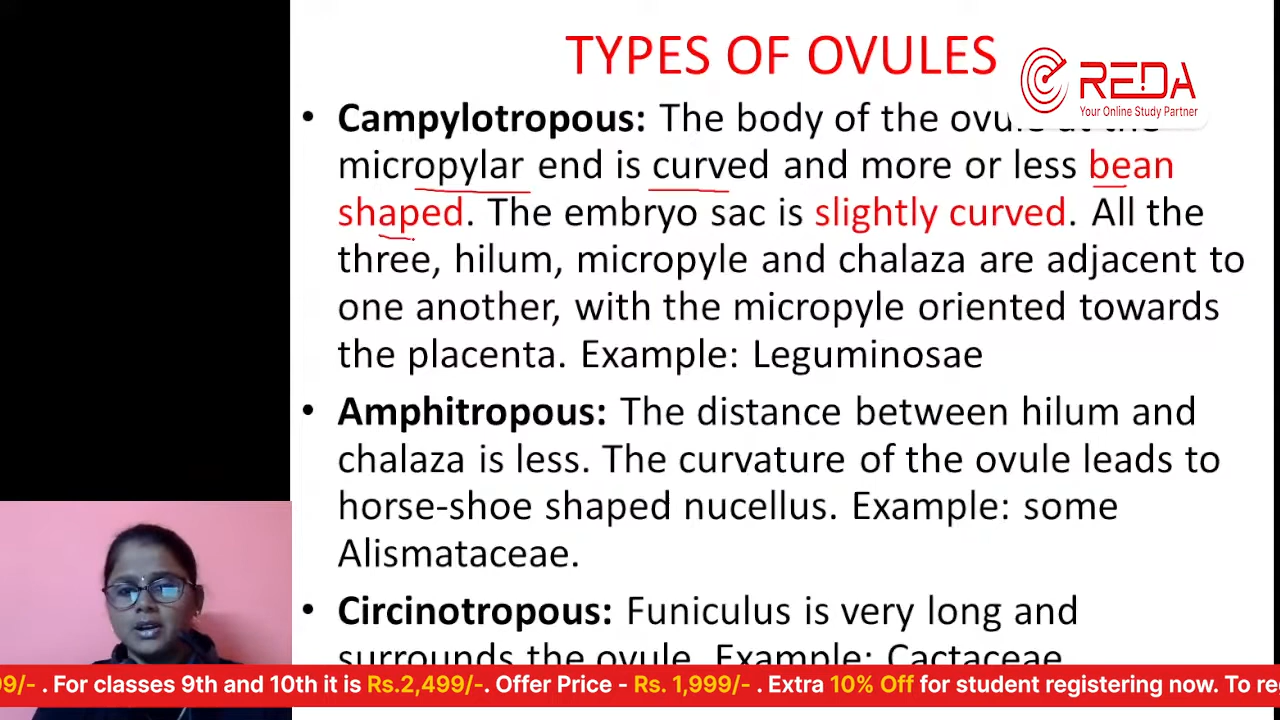 TYPES OF OVULES
REDA
Your Online Study Partner
• Campylotropous: The body of the ovule at the
micropylar end is curved and more or less bean
shaped. The embryo sac is slightly curved. All the
three, hilum, micropyle and chalaza are adjacent to
one another, with the micropyle oriented towards
the placenta. Example: Leguminosae
• Amphitropous: The distance between hilum and
chalaza is less. The curvature of the ovule leads to
horse-shoe shaped nucellus. Example: some
Alismataceae.
• Circinotropous: Funiculus is very long and
surrounds the ovule. Example: Cactaceae
99/- . For classes 9th and 10th it is Rs.2,499/-. Offer Price - Rs. 1,999/- . Extra 10% Off for student registering now. To re